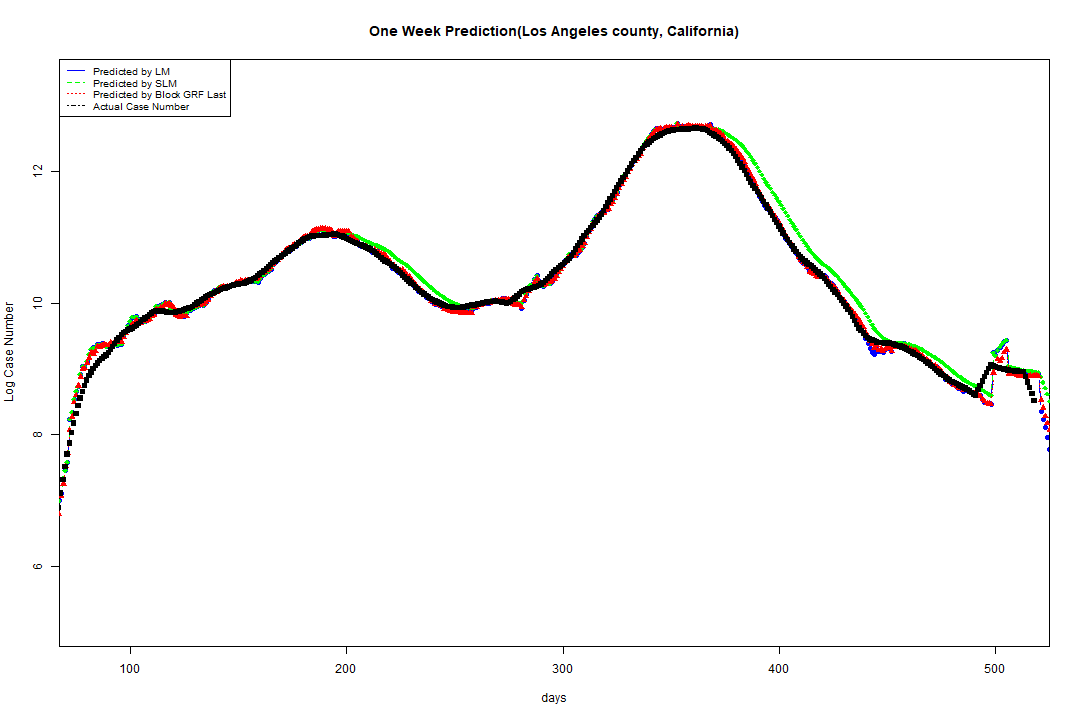 One Week Prediction(Los Angeles county, California)
Predicted by LM
Predicted by SLM
Predicted by Block GRF Last
Actual Case Number
Log Case Number
12
10
8
6
100 200 300 400 500
days